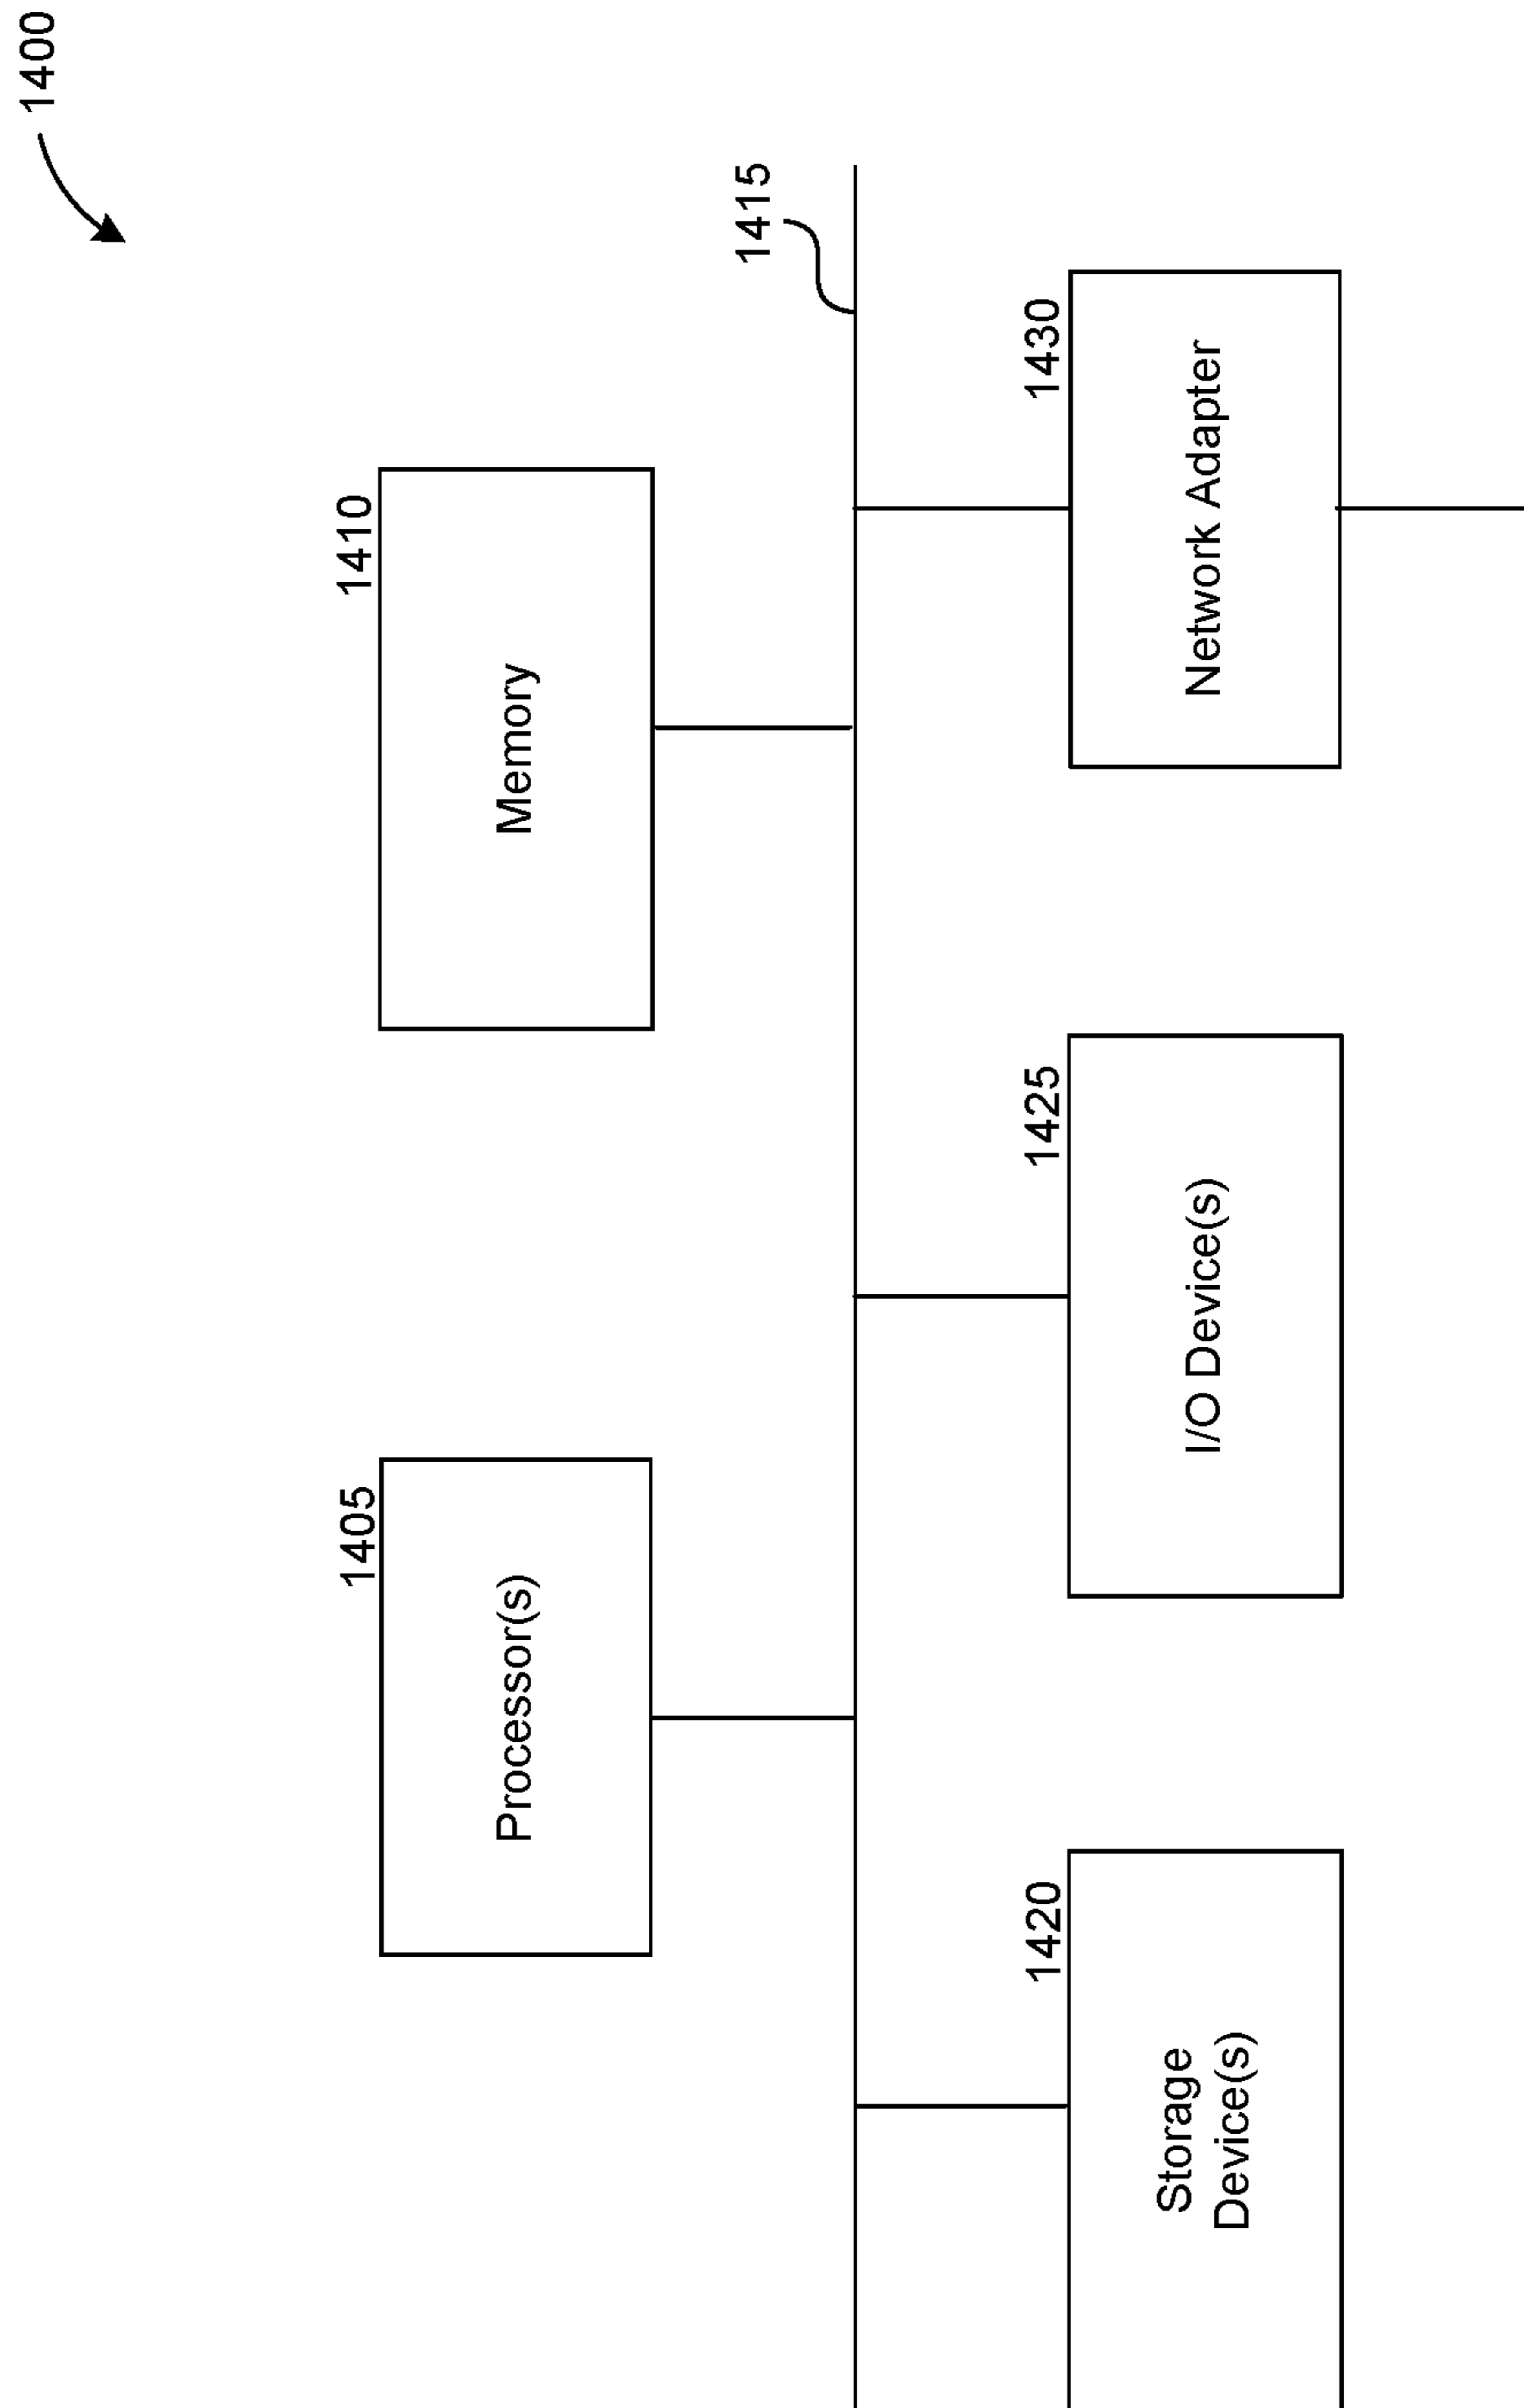 1400
1405
Processor(s)
1410
Memory
1415
1420
Storage
Device(s)
1425
I/O Device(s)
1430
Network Adapter